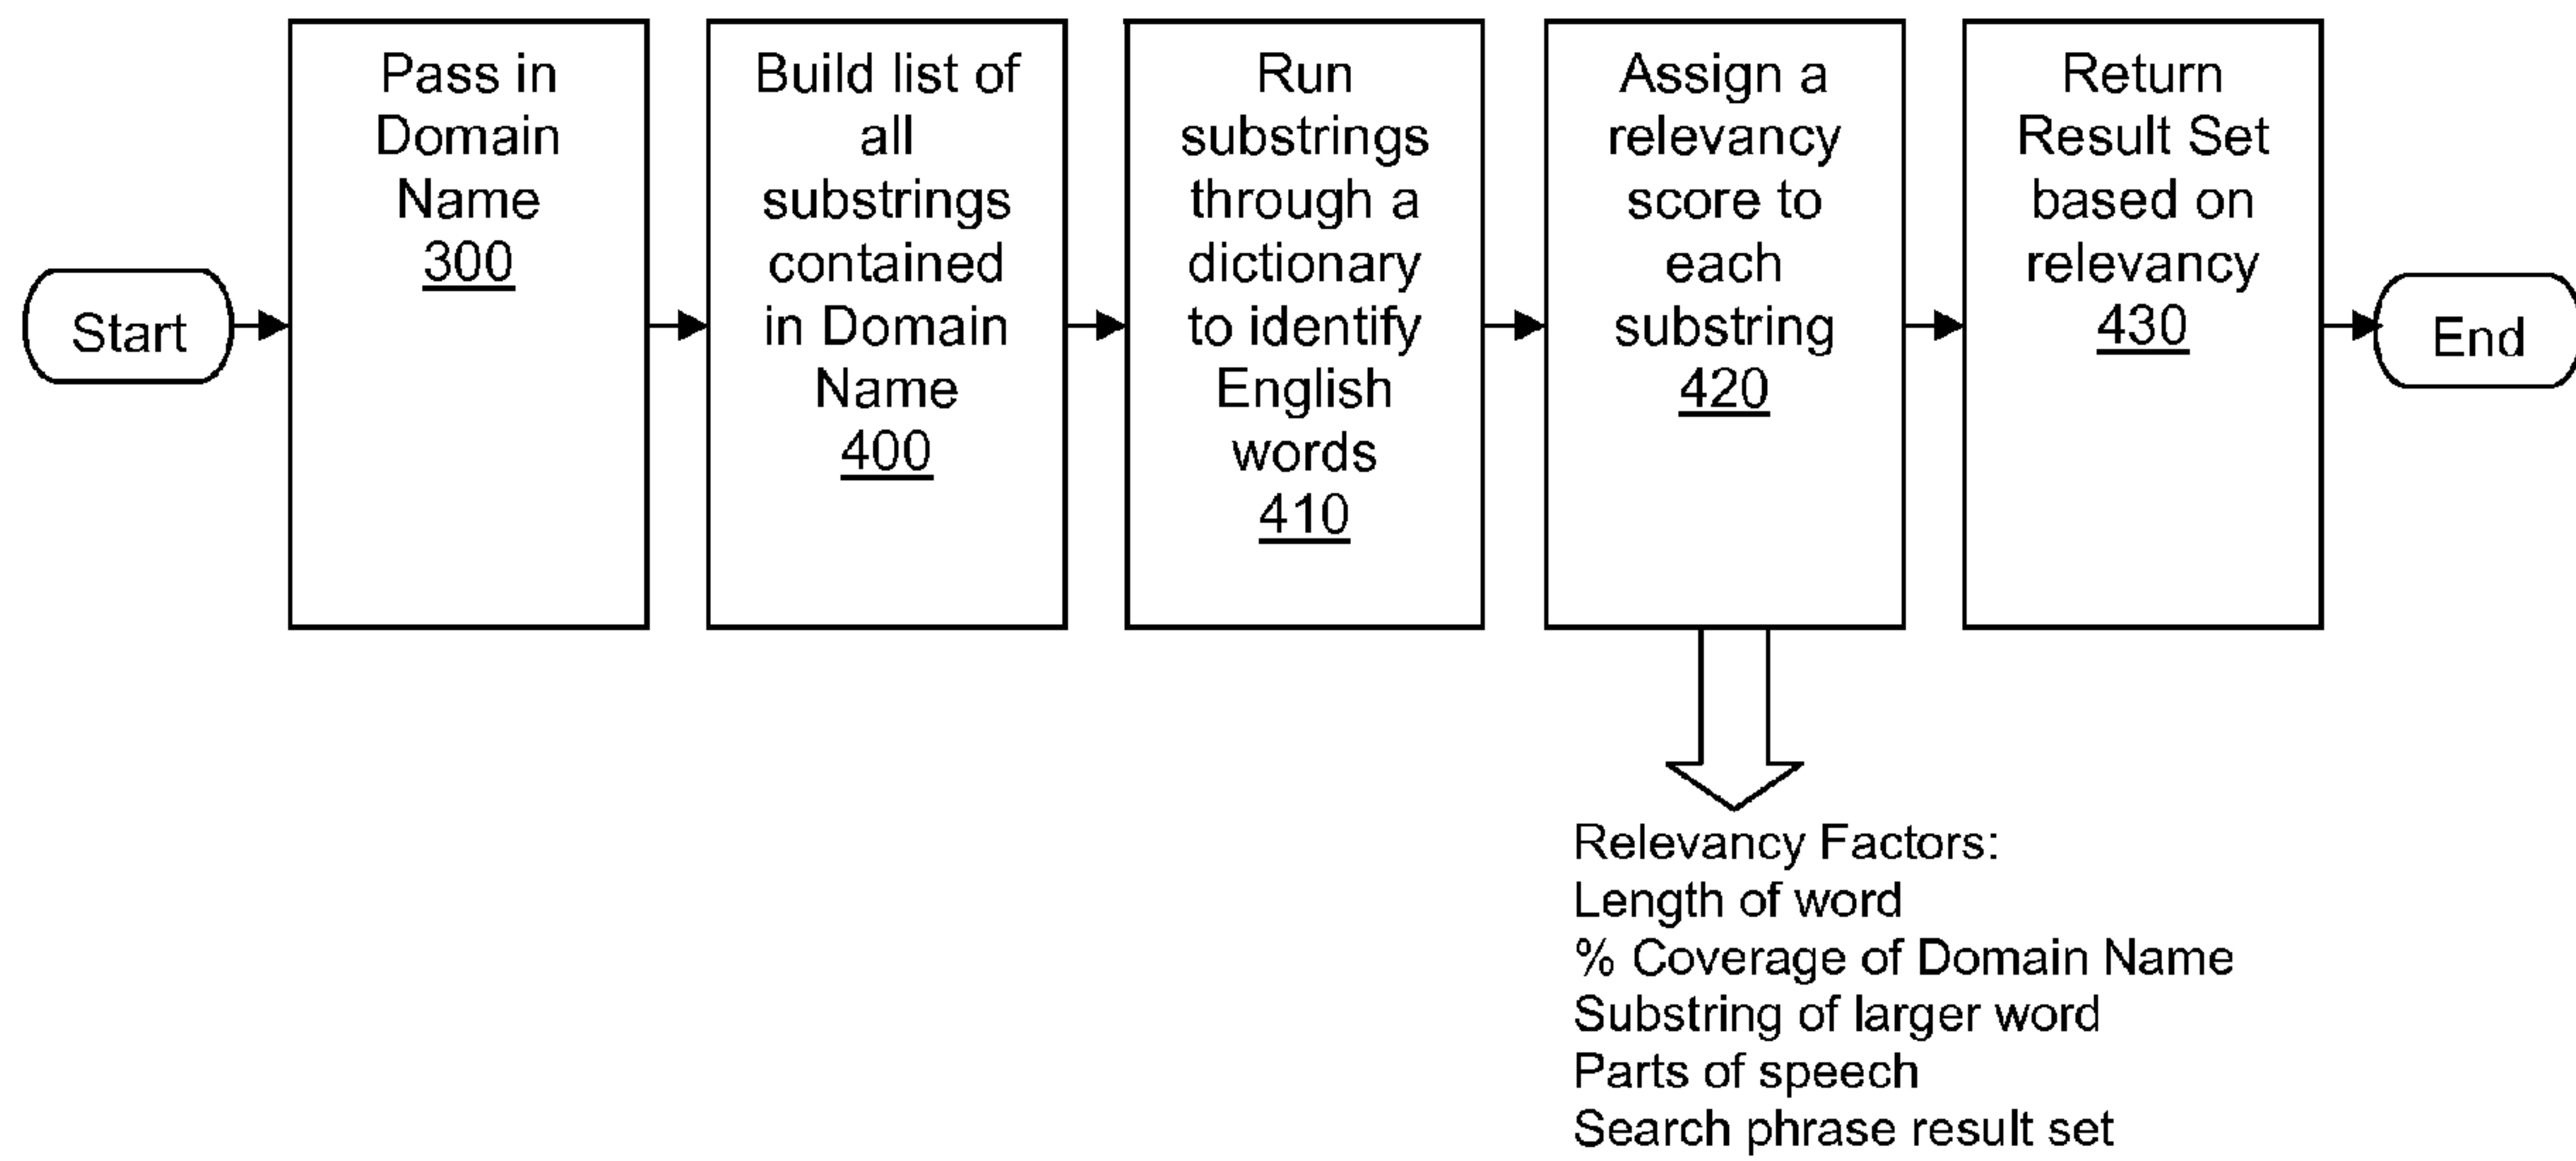 Start
Pass in
Domain
Name
300
Build list of
all
substrings
contained
in Domain
Name
400
Run
substrings
through a
dictionary
to identify
English
words
410
Assign a
relevancy
score to
each
substring
420
Return
Result Set
based on
relevancy
430
End
Relevancy Factors:
Length of word
% Coverage of Domain Name
Substring of larger word
Parts of speech
Search phrase result set